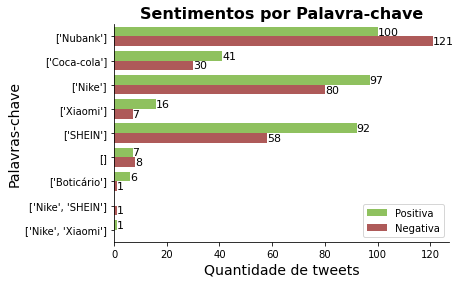 Sentimentos por Palavra-chave
Palavras-chave
['Nubank']
100
121
['Coca-cola']
41
30
['Nike']
97
80
['Xiaomi']
16
7
['SHEIN']
92
58
[]
7
8
['Boticário']
6
1
['Nike', 'SHEIN']
1
['Nike', 'Xiaomi']
1
Positiva
Negativa
0 20 40 60 80 100 120
Quantidade de tweets